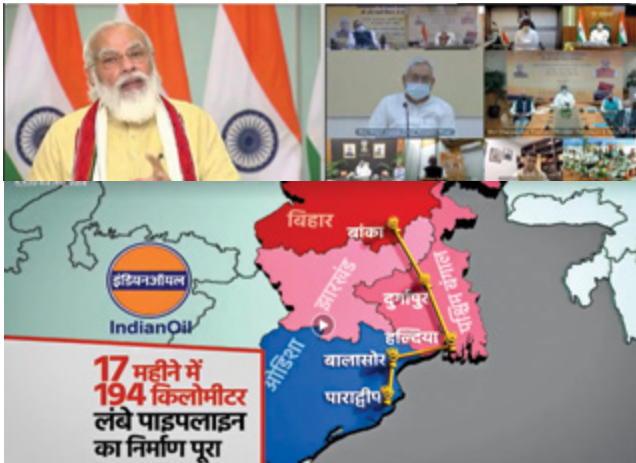 बिहार
बांका
झारखंड
पश्चिम बंगाल
दुर्गापुर
हल्दिया
इंडियनऑयल
IndianOil
ओडिशा
बालासोर
पाराद्वीप
17 महीने में
194 किलोमीटर
लंबे पाइपलाइन
का निर्माण पूरा